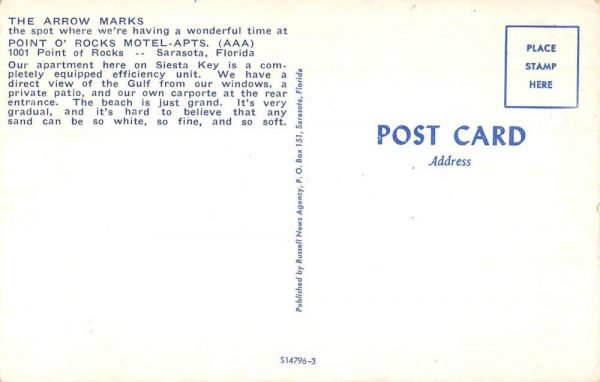 THE ARROW MARKS
the spot where we're having a wonderful time at
POINT O' ROCKS MOTEL-APTS. (AAA)
1001 Point of Rocks -- Sarasota, Florida
Our apartment here on Siesta Key is a com-
pletely equipped efficiency unit. We have a
direct view of the Gulf from our windows, a
private patio, and our own carporte at the rear
entrance. The beach is just grand. It's very
gradual, and it's hard to believe that any
sand can be so white, so fine, and so soft.
Published by Russell News Agency, P. O. Box 151, Sarasota, Florida
PLACE
STAMP
HERE
POST CARD
Address
S14796-3